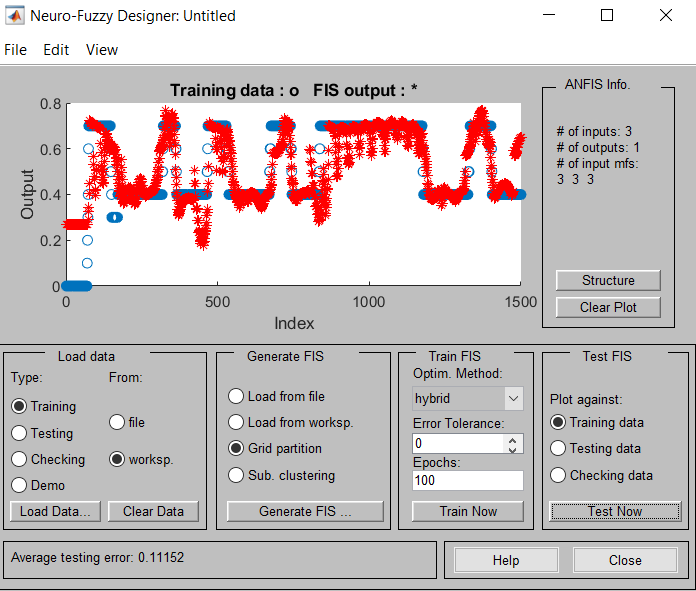 Neuro-Fuzzy Designer: Untitled
File Edit View
Training data : o FIS output : *
Output
0.8
0.6
0.4
0.2
0
0 500 1000 1500
Index
ANFIS Info.
# of inputs: 3
# of outputs: 1
# of input mfs:
3 3 3
Structure
Clear Plot
Load data
Type: From:
Training
Testing
Checking
Demo
file
worksp.
Load Data...
Clear Data
Generate FIS
Load from file
Load from worksp.
Grid partition
Sub. clustering
Generate FIS ...
Train FIS
Optim. Method:
hybrid
Error Tolerance:
0
Epochs:
100
Train Now
Test FIS
Plot against:
Training data
Testing data
Checking data
Test Now
Average testing error: 0.11152
Help
Close